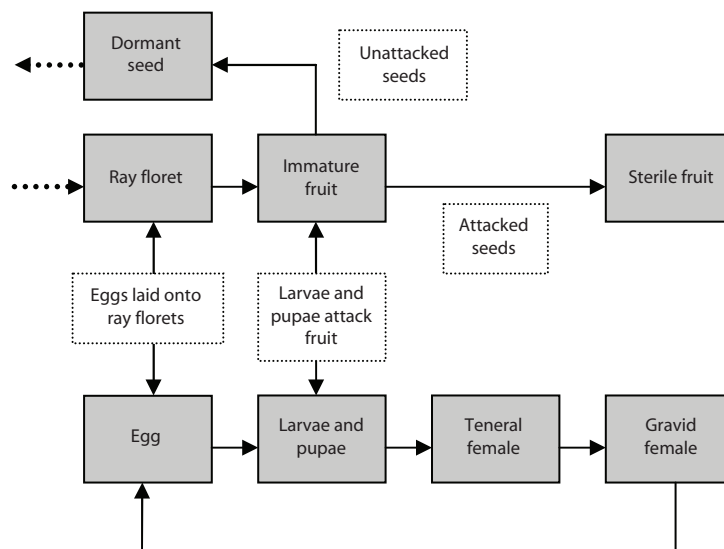 Dormant
seed
Unattacked
seeds
Ray floret
Immature
fruit
Sterile fruit
Attacked
seeds
Eggs laid onto
ray florets
Larvae and
pupae attack
fruit
Egg
Larvae and
pupae
Teneral
female
Gravid
female